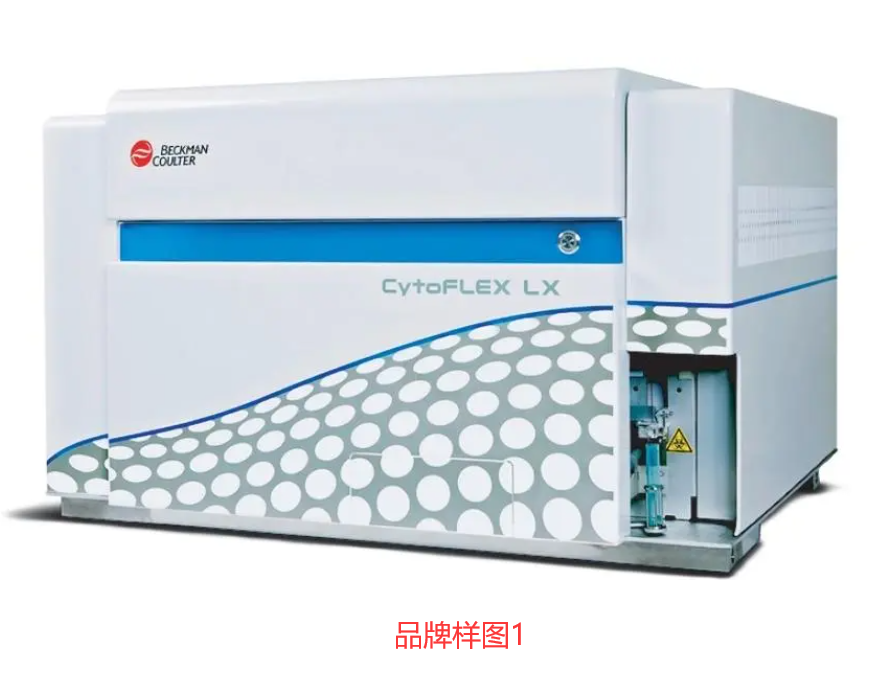 BECKMAN
COULTER
CytoFLEX LX
品牌样图1